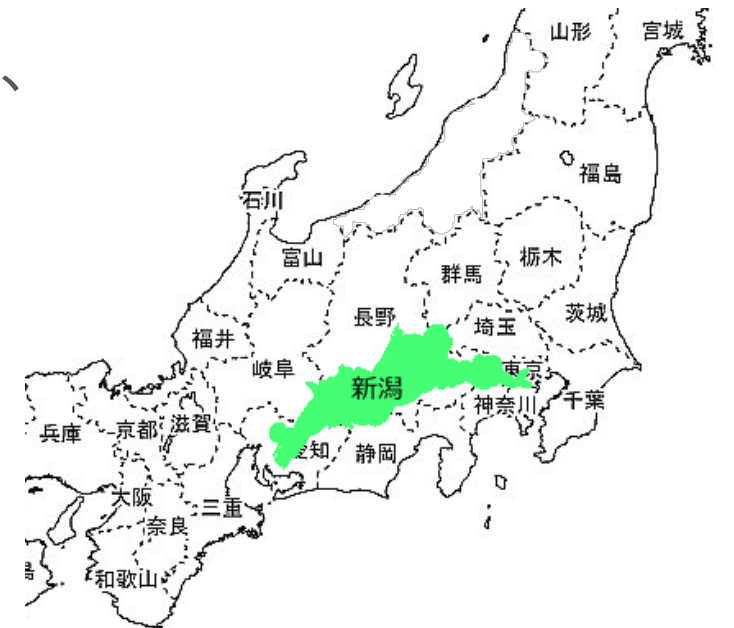 山形 宮城
、
福島
石川
富山 群馬 栃木
長野 埼玉 茨城
福井
岐阜 東京
新潟
神奈川 千葉
兵庫 京都 滋賀
愛知 静岡
大阪 三重
奈良
和歌山
島